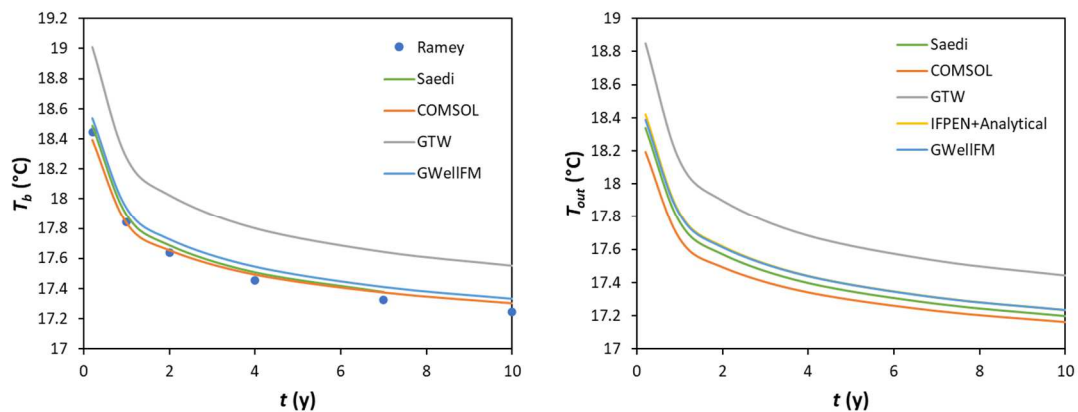 19.2
19
18.8
18.6
18.4
18.2
18
17.8
17.6
17.4
17.2
17
T_b (°C)
0
2
4
6
8
10
t (y)
Ramey
Saedi
COMSOL
GTW
GWellFM
19
18.8
18.6
18.4
18.2
18
17.8
17.6
17.4
17.2
17
T_out (°C)
0
2
4
6
8
10
t (y)
Saedi
COMSOL
GTW
IFPEN+Analytical
GWellFM